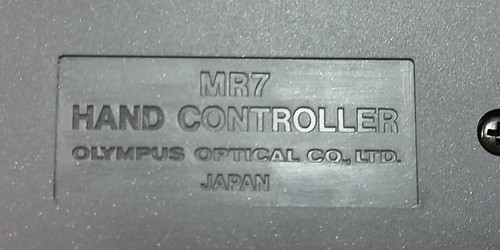 MR7
HAND CONTROLLER
OLYMPUS OPTICAL CO., LTD.
JAPAN